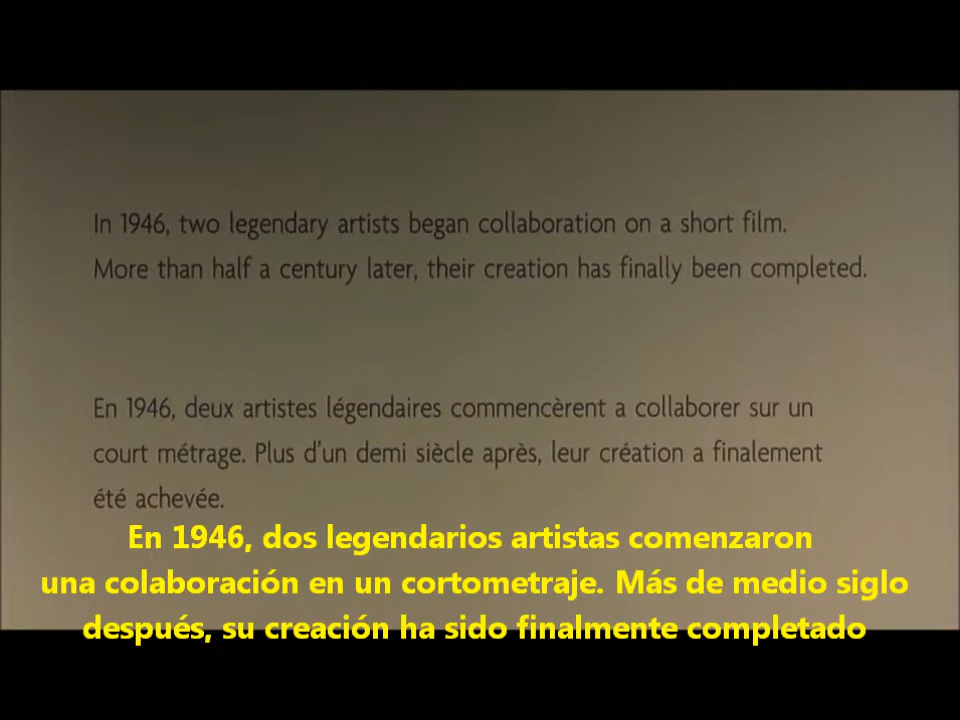 In 1946, two legendary artists began collaboration on a short film.
More than half a century later, their creation has finally been completed.
En 1946, deux artistes légendaires commencèrent a collaborer sur un
court métrage. Plus d'un demi siècle après, leur création a finalement
été achevée.
En 1946, dos legendarios artistas comenzaron
una colaboración en un cortometraje. Más de medio siglo
después, su creación ha sido finalmente completado